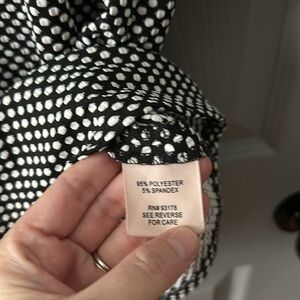 95% POLYESTER
5% SPANDEX
RN# 93178
SEE REVERSE
FOR CARE